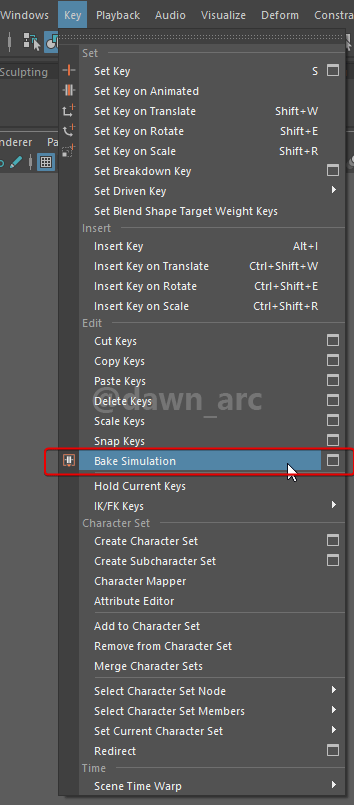 Windows Key Playback Audio Visualize Deform Constra
Sculpting
nderer Pa
Set
Set Key S
Set Key on Animated
Set Key on Translate Shift+W
Set Key on Rotate Shift+E
Set Key on Scale Shift+R
Set Breakdown Key
Set Driven Key
Set Blend Shape Target Weight Keys
Insert
Insert Key Alt+I
Insert Key on Translate Ctrl+Shift+W
Insert Key on Rotate Ctrl+Shift+E
Insert Key on Scale Ctrl+Shift+R
Edit
Cut Keys
Copy Keys
Paste Keys
Delete Keys
@dawn_arc
Scale Keys
Snap Keys
Bake Simulation
Hold Current Keys
IK/FK Keys
Character Set
Create Character Set
Create Subcharacter Set
Character Mapper
Attribute Editor
Add to Character Set
Remove from Character Set
Merge Character Sets
Select Character Set Node
Select Character Set Members
Set Current Character Set
Redirect
Time
Scene Time Warp